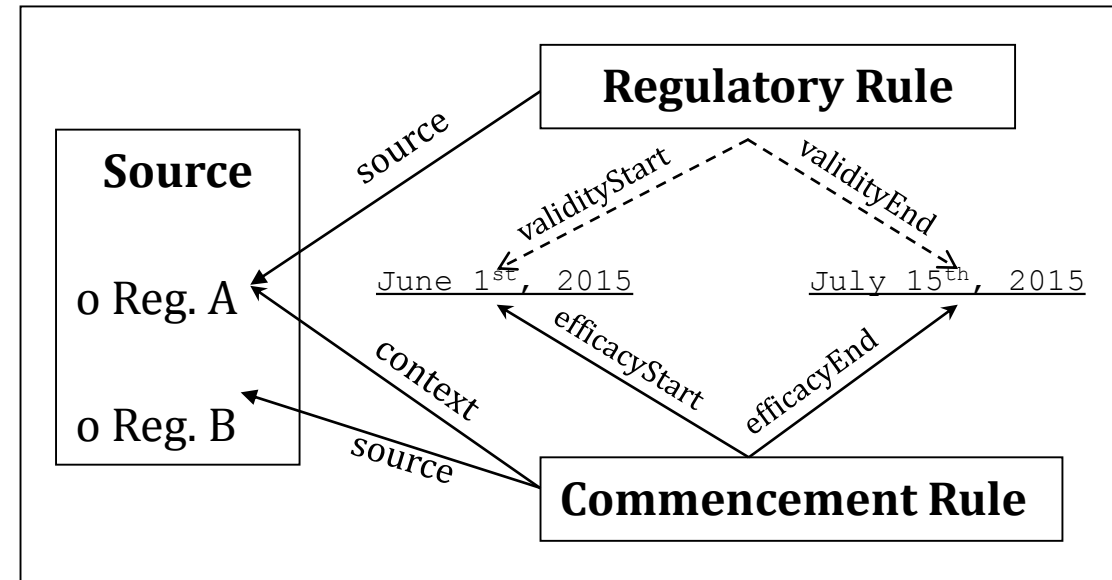 Regulatory Rule
source
Source
validityStart
validityEnd
o Reg. A
June 1st, 2015
July 15th, 2015
context
efficacyStart
efficacyEnd
o Reg. B
source
Commencement Rule